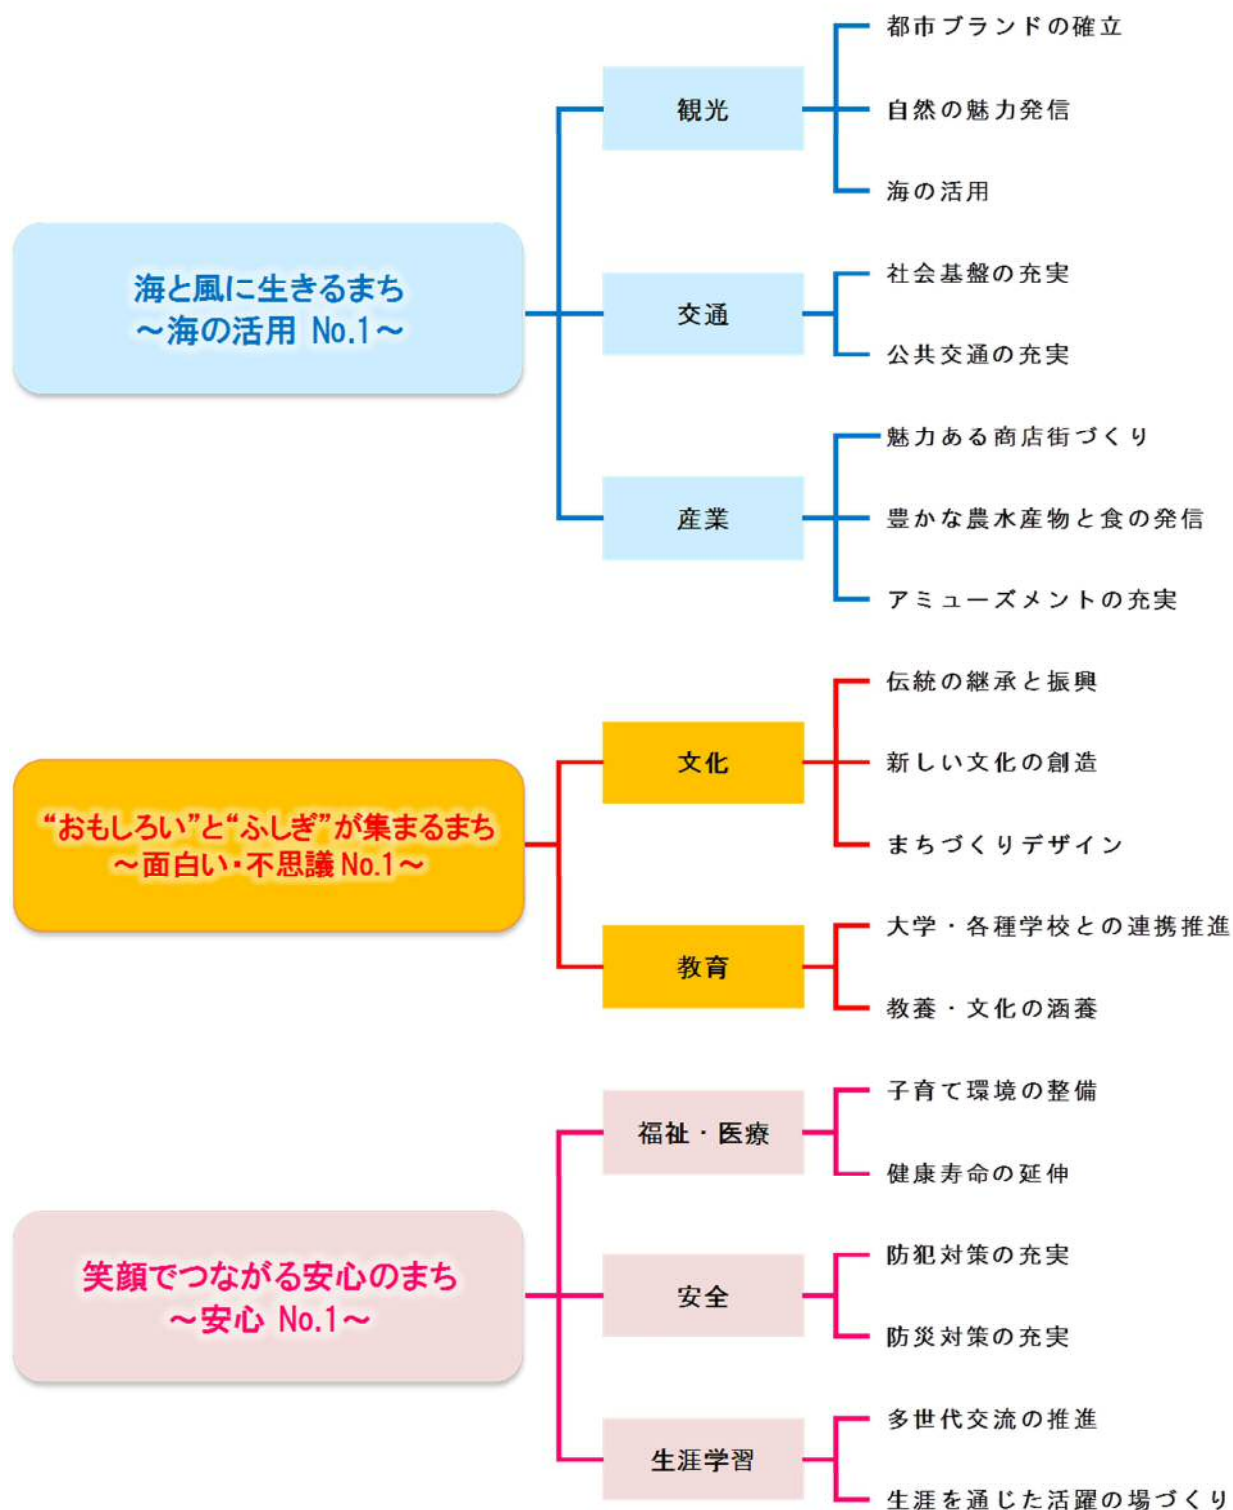 海と風に生きるまち
～海の活用 No.1～
観光
都市ブランドの確立
自然の魅力発信
海の活用
交通
社会基盤の充実
公共交通の充実
産業
魅力ある商店街づくり
豊かな農水産物と食の発信
アミューズメントの充実
“おもしろい”と“ふしぎ”が集まるまち
～面白い・不思議 No.1～
文化
伝統の継承と振興
新しい文化の創造
まちづくりデザイン
教育
大学・各種学校との連携推進
教養・文化の涵養
笑顔でつながる安心のまち
～安心 No.1～
福祉・医療
子育て環境の整備
健康寿命の延伸
安全
防犯対策の充実
防災対策の充実
生涯学習
多世代交流の推進
生涯を通じた活躍の場づくり